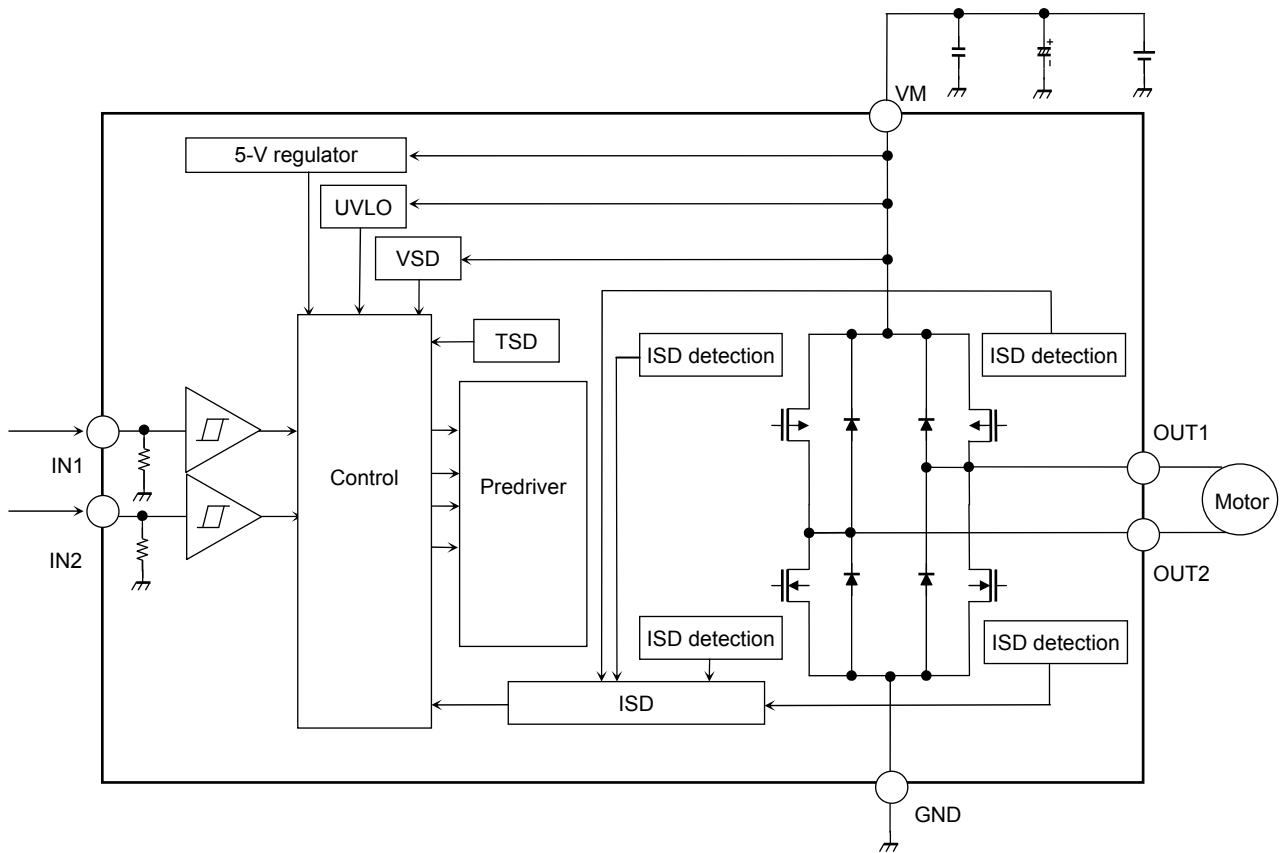 VM
5-V regulator
UVLO
VSD
TSD
ISD detection
ISD detection
IN1
IN2
Control
Predriver
OUT1
Motor
OUT2
ISD detection
ISD detection
ISD
GND
+
-